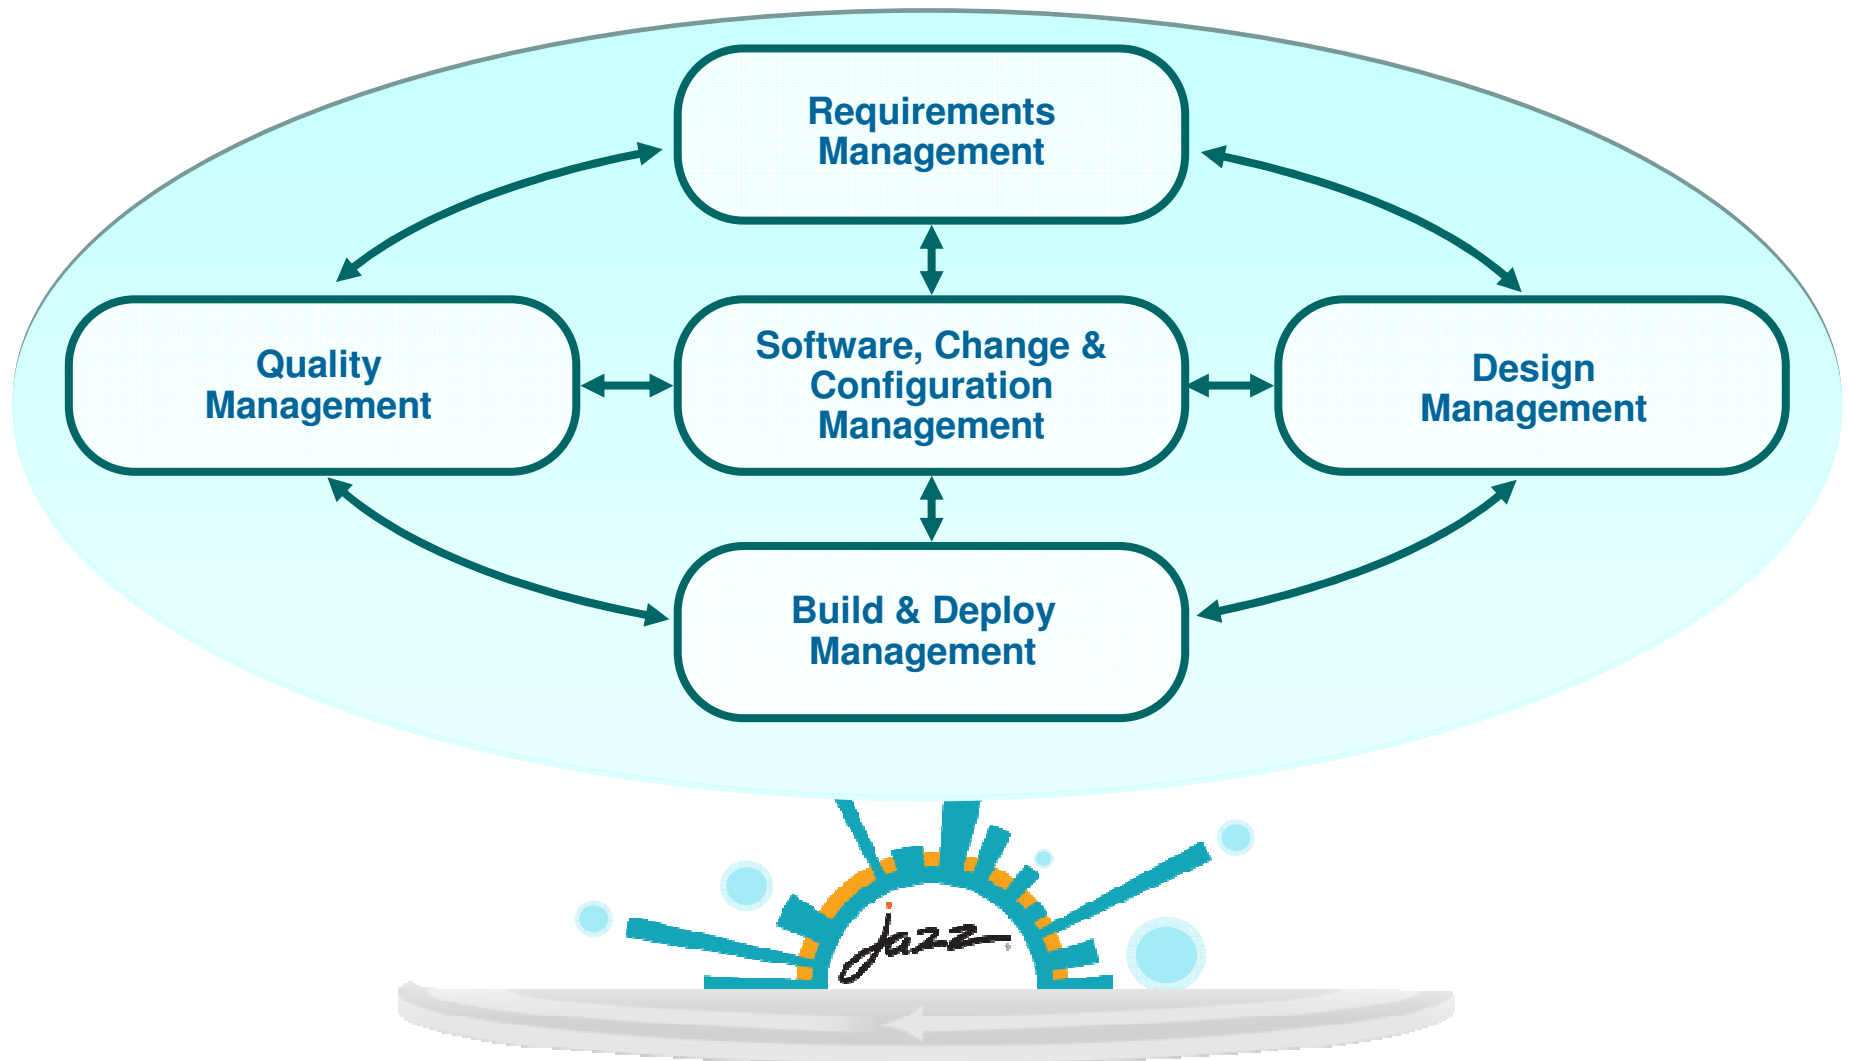 Requirements
Management
Quality
Management
Software, Change &
Configuration
Management
Design
Management
Build & Deploy
Management
jazz